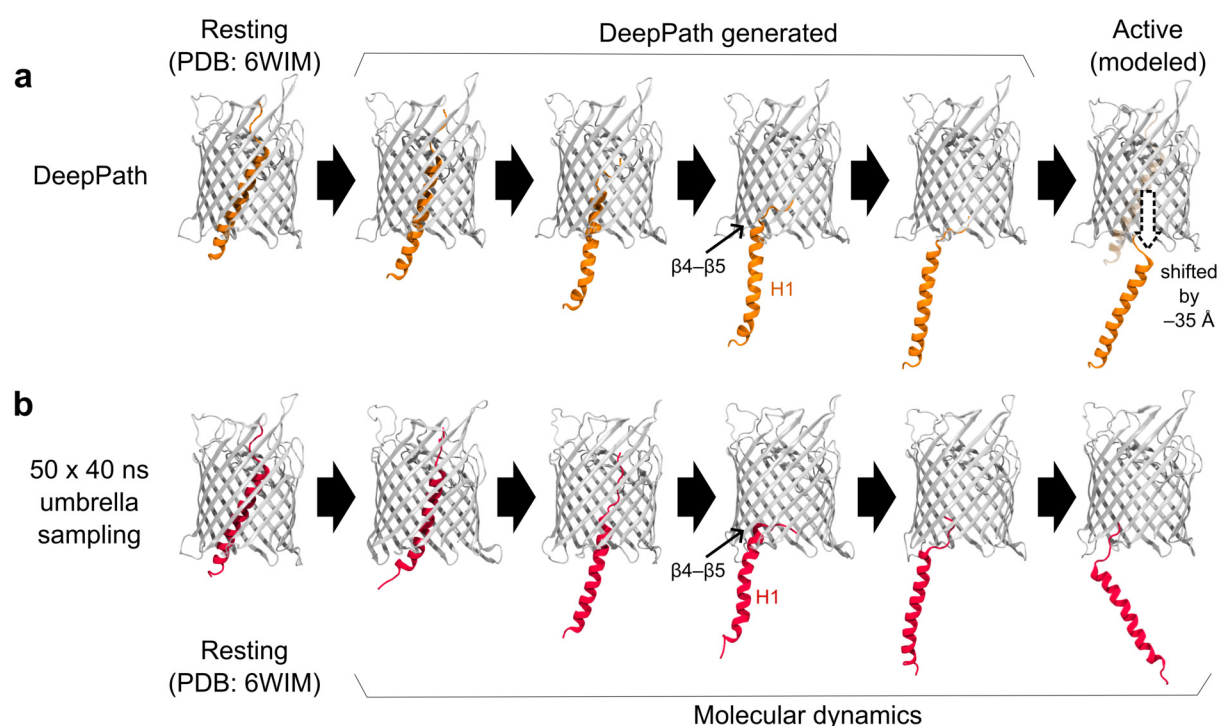 Resting
(PDB: 6WIM)
DeepPath generated
Active
(modeled)
a
DeepPath
β4–β5
H1
shifted
by
–35 Å
b
50 x 40 ns
umbrella
sampling
β4–β5
H1
Resting
(PDB: 6WIM)
Molecular dynamics